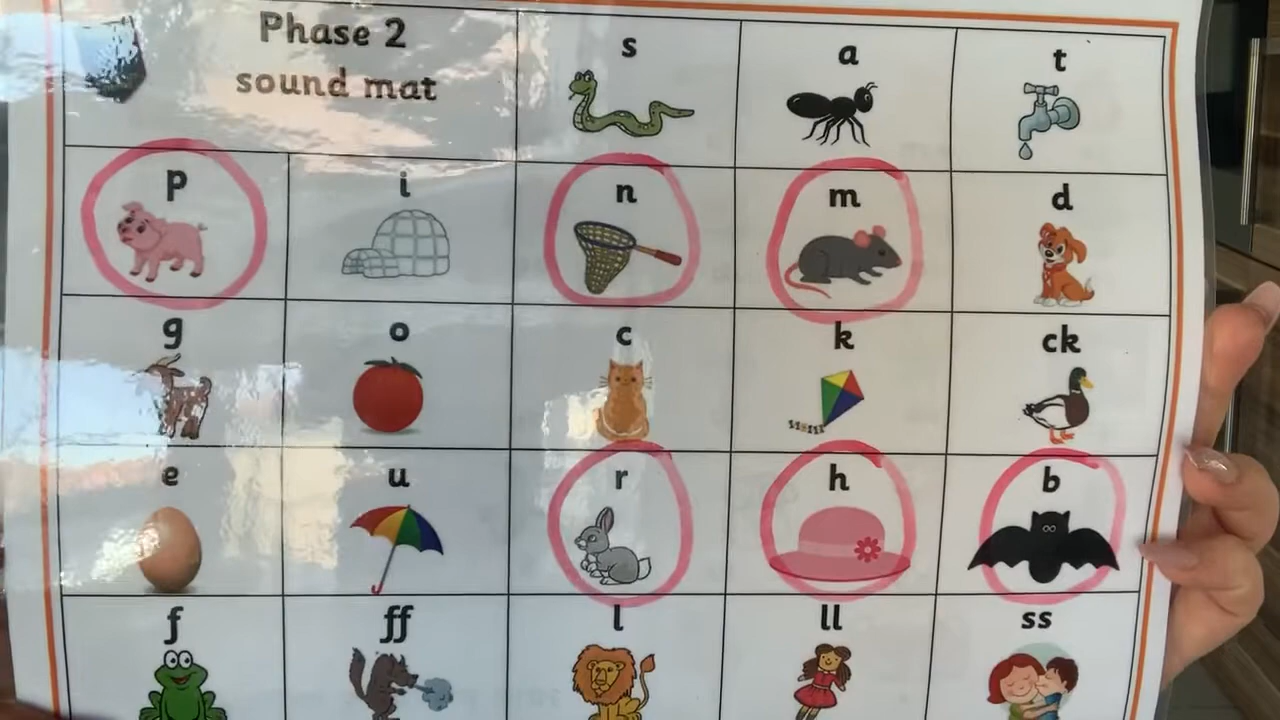 Phase 2
sound mat
s a t
p i n m d
g o c k ck
e u r h b
f ff l ll ss